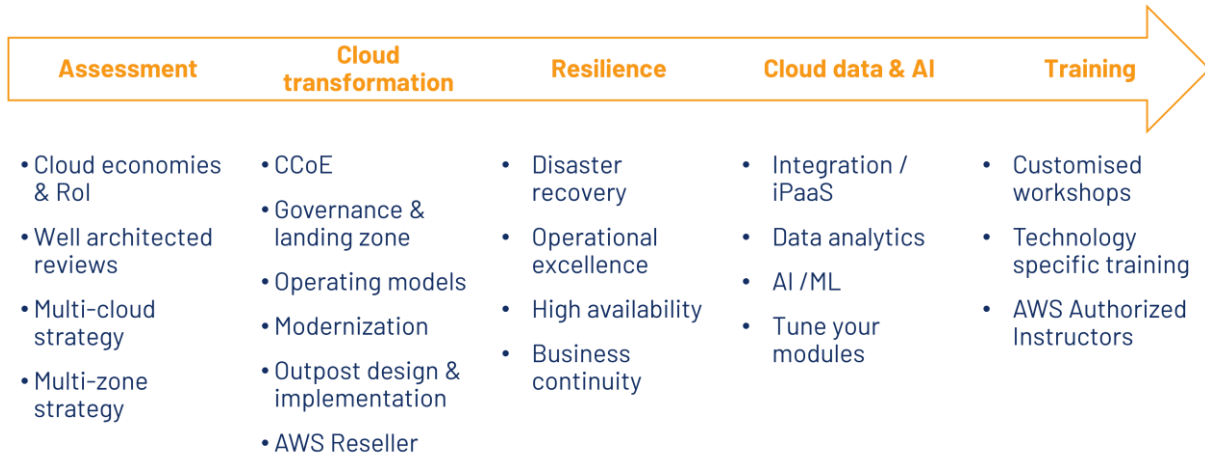 Assessment
Cloud
transformation
Resilience
Cloud data & AI
Training
• Cloud economies
& RoI
• Well architected
reviews
• Multi-cloud
strategy
• Multi-zone
strategy
• CCoE
• Governance &
landing zone
• Operating models
• Modernization
• Outpost design &
implementation
• AWS Reseller
• Disaster
recovery
• Operational
excellence
• High availability
• Business
continuity
• Integration /
iPaaS
• Data analytics
• AI /ML
• Tune your
modules
• Customised
workshops
• Technology
specific training
• AWS Authorized
Instructors